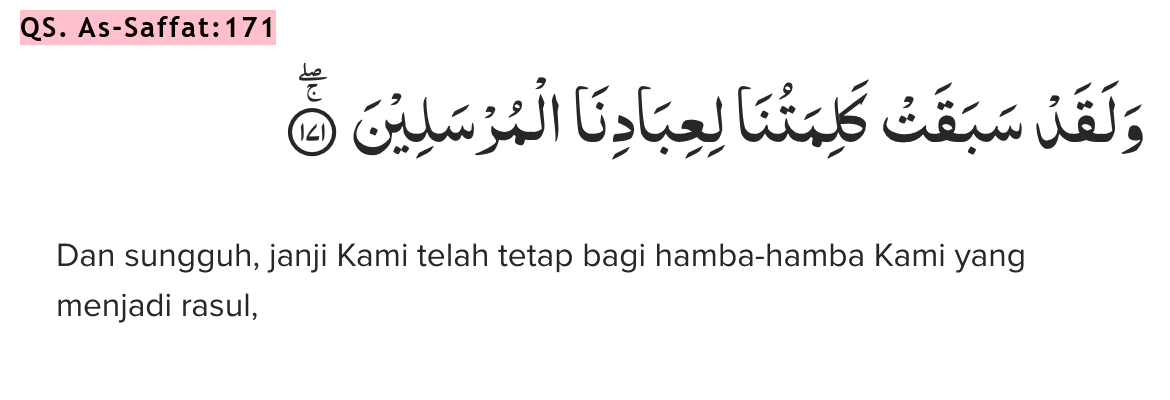 QS. As-Saffat:171
وَلَقَدْ سَبَقَتْ كَلِمَتُنَا لِعِبَادِنَا الْمُرْسَلِيْنَ ۖۚ ۝١٧١
Dan sungguh, janji Kami telah tetap bagi hamba-hamba Kami yang
menjadi rasul,